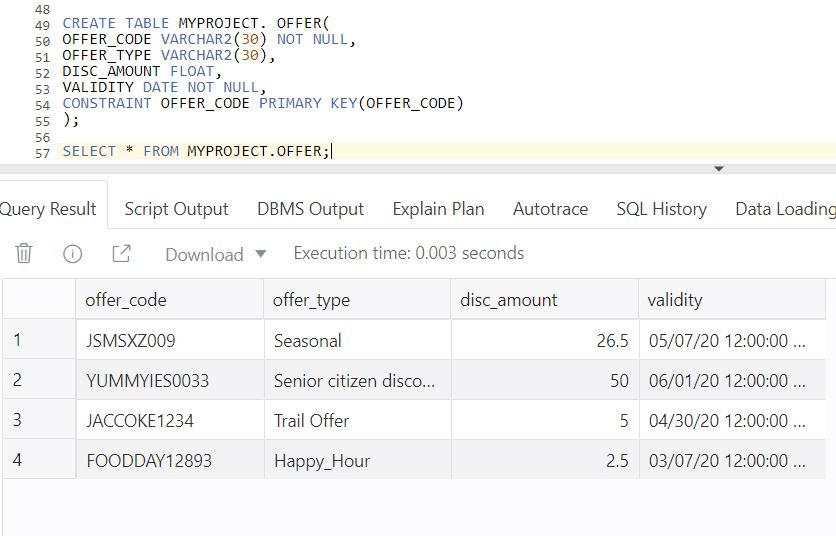 48
49 CREATE TABLE MYPROJECT. OFFER(
50 OFFER_CODE VARCHAR2(30) NOT NULL,
51 OFFER_TYPE VARCHAR2(30),
52 DISC_AMOUNT FLOAT,
53 VALIDITY DATE NOT NULL,
54 CONSTRAINT OFFER_CODE PRIMARY KEY(OFFER_CODE)
55 );
56
57 SELECT * FROM MYPROJECT.OFFER;
Query Result Script Output DBMS Output Explain Plan Autotrace SQL History Data Loading
Download Execution time: 0.003 seconds
offer_code offer_type disc_amount validity
1 JSMSXZ009 Seasonal 26.5 05/07/20 12:00:00 ...
2 YUMMYIES0033 Senior citizen disco... 50 06/01/20 12:00:00 ...
3 JACCOKE1234 Trail Offer 5 04/30/20 12:00:00 ...
4 FOODDAY12893 Happy_Hour 2.5 03/07/20 12:00:00 ...